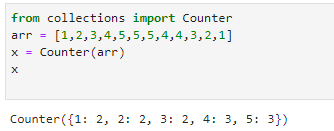 from collections import Counter
arr = [1,2,3,4,5,5,5,4,4,3,2,1]
x = Counter(arr)
x
Counter({1: 2, 2: 2, 3: 2, 4: 3, 5: 3})